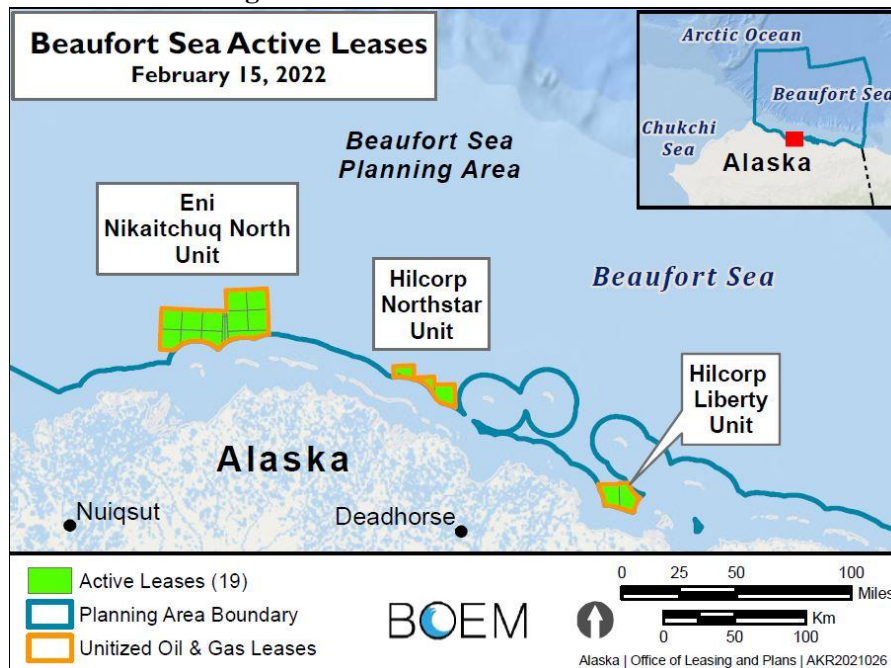 Beaufort Sea Active Leases
February 15, 2022
Arctic Ocean
Beaufort Sea
Chukchi
Sea
Alaska
Beaufort Sea
Planning Area
Eni
Nikaitchuq North
Unit
Hilcorp
Northstar
Unit
Beaufort Sea
Hilcorp
Liberty
Unit
Alaska
Nuiqsut
Deadhorse
Active Leases (19)
Planning Area Boundary
Unitized Oil & Gas Leases
BOEM
0 25 50 100
Miles
Km
0 50 100
Alaska | Office of Leasing and Plans | AKR2021026